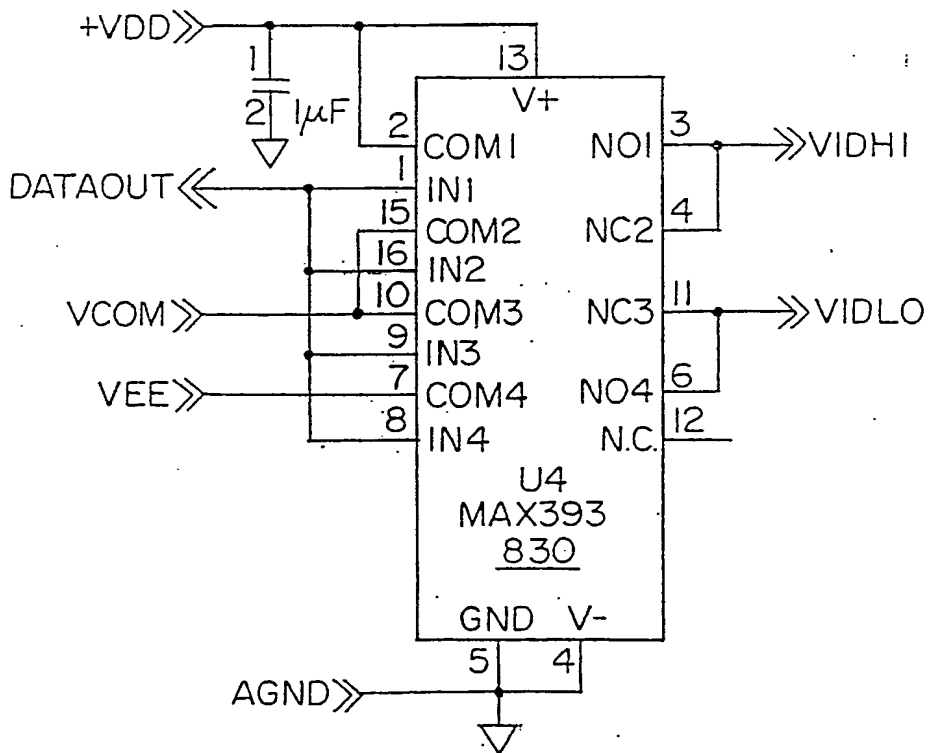 +VDD
1
2
1µF
13
V+
2
COM1
NO1
3
VIDHI
DATAOUT
1
IN1
15
COM2
NC2
4
16
IN2
VCOM
10
COM3
NC3
11
VIDLO
9
IN3
VEE
7
COM4
NO4
6
8
IN4
N.C.
12
U4
MAX393
830
GND
V-
5
4
AGND